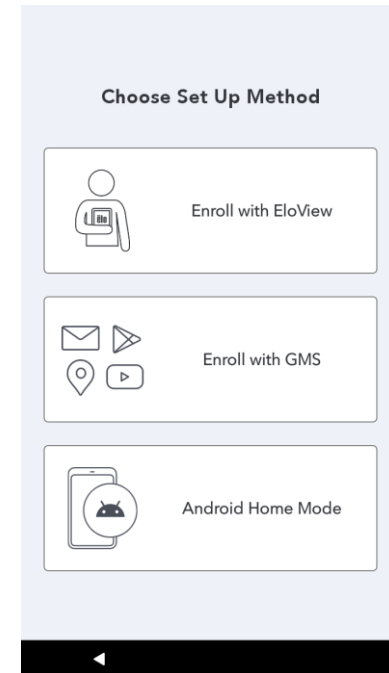 Choose Set Up Method
Elo
Enroll with EloView
Enroll with GMS
Android Home Mode